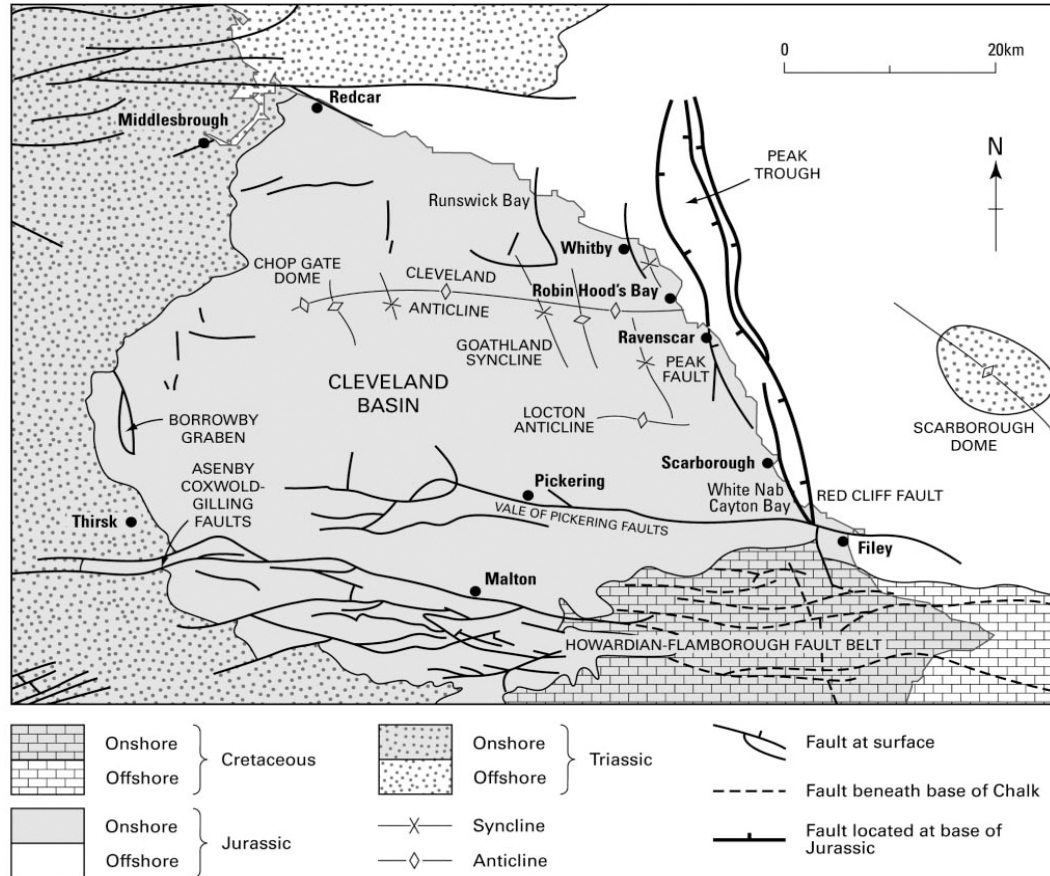 0 20km
Redcar
Middlesbrough
N
PEAK
TROUGH
Runswick Bay
Whitby
CHOP GATE
DOME
CLEVELAND
ANTICLINE
Robin Hood's Bay
GOATHLAND
SYNCLINE
Ravenscar
PEAK
FAULT
CLEVELAND
BASIN
BORROWBY
GRABEN
LOCTON
ANTICLINE
SCARBOROUGH
DOME
ASENBY
COXWOLD-
GILLING
FAULTS
Scarborough
Pickering
White Nab
Cayton Bay
RED CLIFF FAULT
Thirsk
VALE OF PICKERING FAULTS
Filey
Malton
HOWARDIAN-FLAMBOROUGH FAULT BELT
Onshore
Offshore
Cretaceous
Onshore
Offshore
Jurassic
Onshore
Offshore
Triassic
Syncline
Anticline
Fault at surface
Fault beneath base of Chalk
Fault located at base of
Jurassic